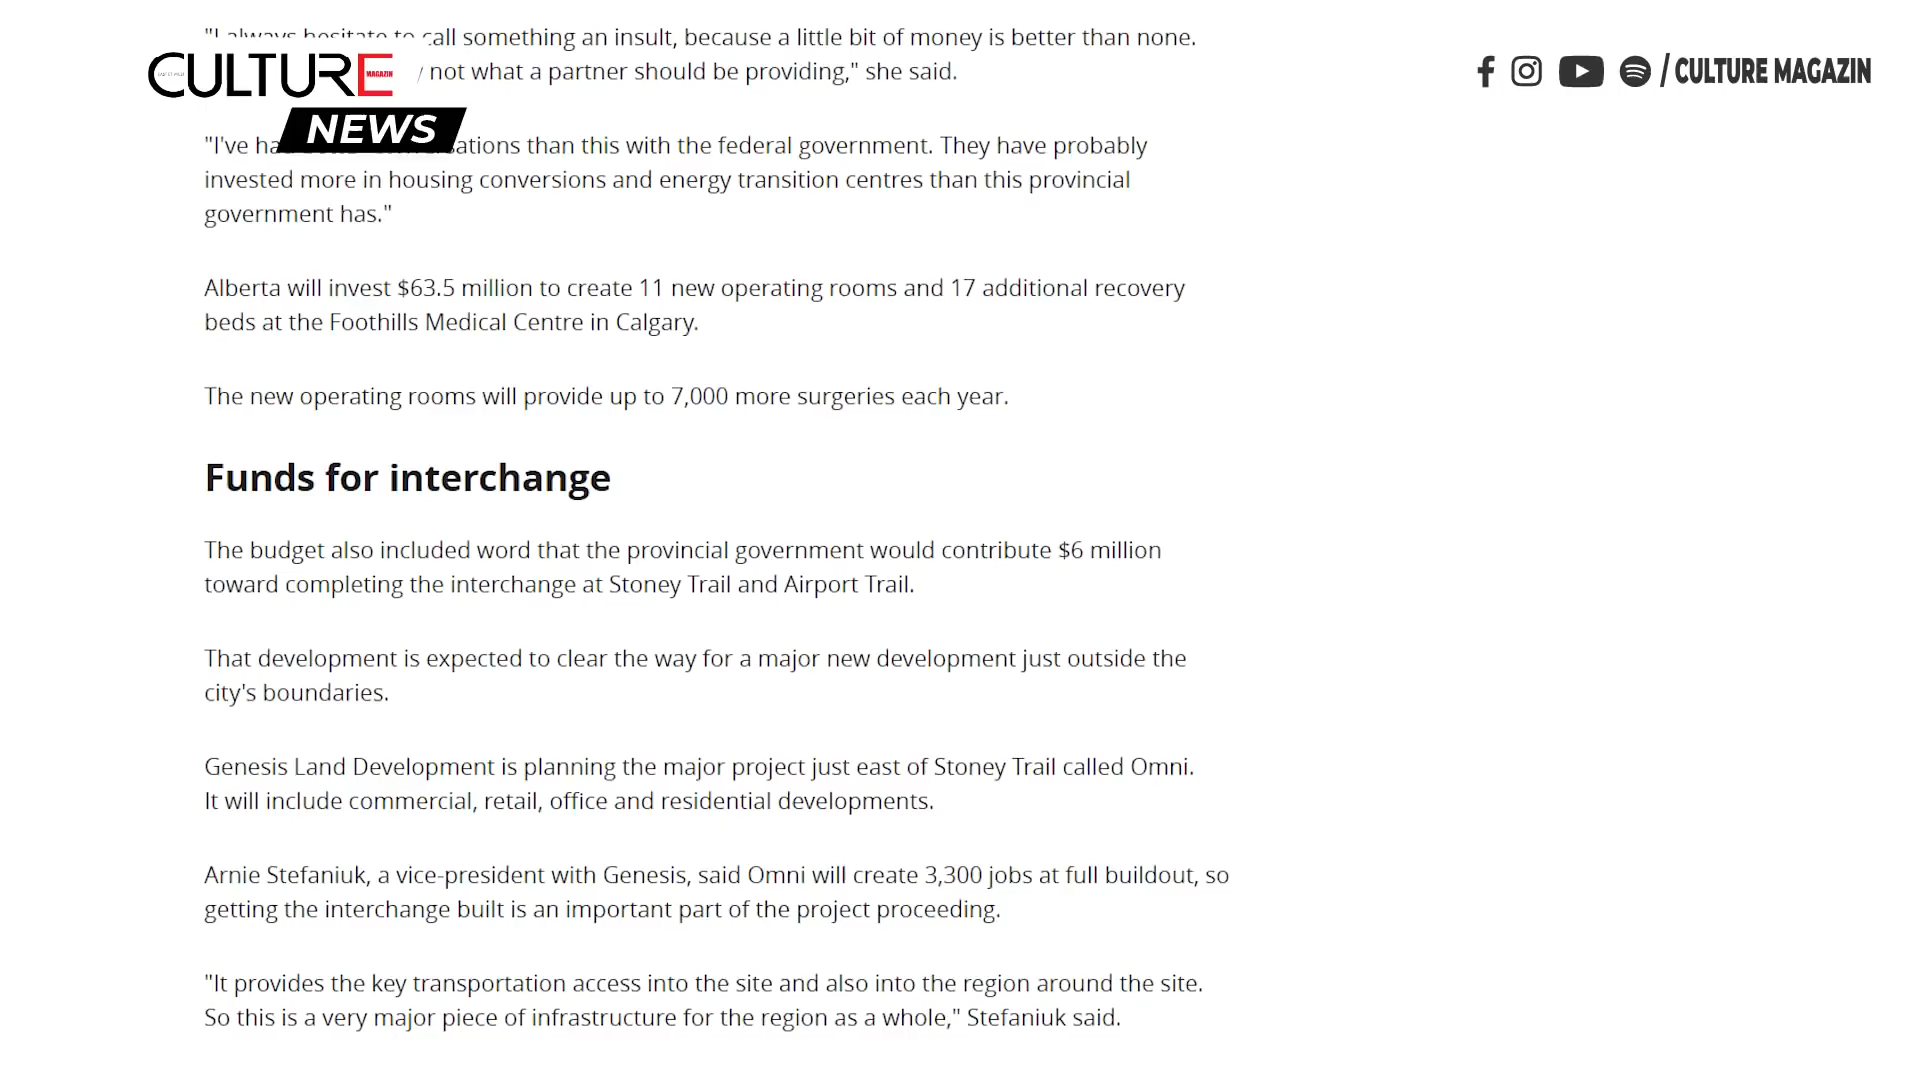 "I always hesitate to call something an insult, because a little bit of money is better than none.
CULTURE MAGAZIN
not what a partner should be providing," she said.
/ CULTURE MAGAZIN
NEWS
"I've had conversations than this with the federal government. They have probably
invested more in housing conversions and energy transition centres than this provincial
government has."
Alberta will invest $63.5 million to create 11 new operating rooms and 17 additional recovery
beds at the Foothills Medical Centre in Calgary.
The new operating rooms will provide up to 7,000 more surgeries each year.
Funds for interchange
The budget also included word that the provincial government would contribute $6 million
toward completing the interchange at Stoney Trail and Airport Trail.
That development is expected to clear the way for a major new development just outside the
city's boundaries.
Genesis Land Development is planning the major project just east of Stoney Trail called Omni.
It will include commercial, retail, office and residential developments.
Arnie Stefaniuk, a vice-president with Genesis, said Omni will create 3,300 jobs at full buildout, so
getting the interchange built is an important part of the project proceeding.
"It provides the key transportation access into the site and also into the region around the site.
So this is a very major piece of infrastructure for the region as a whole," Stefaniuk said.